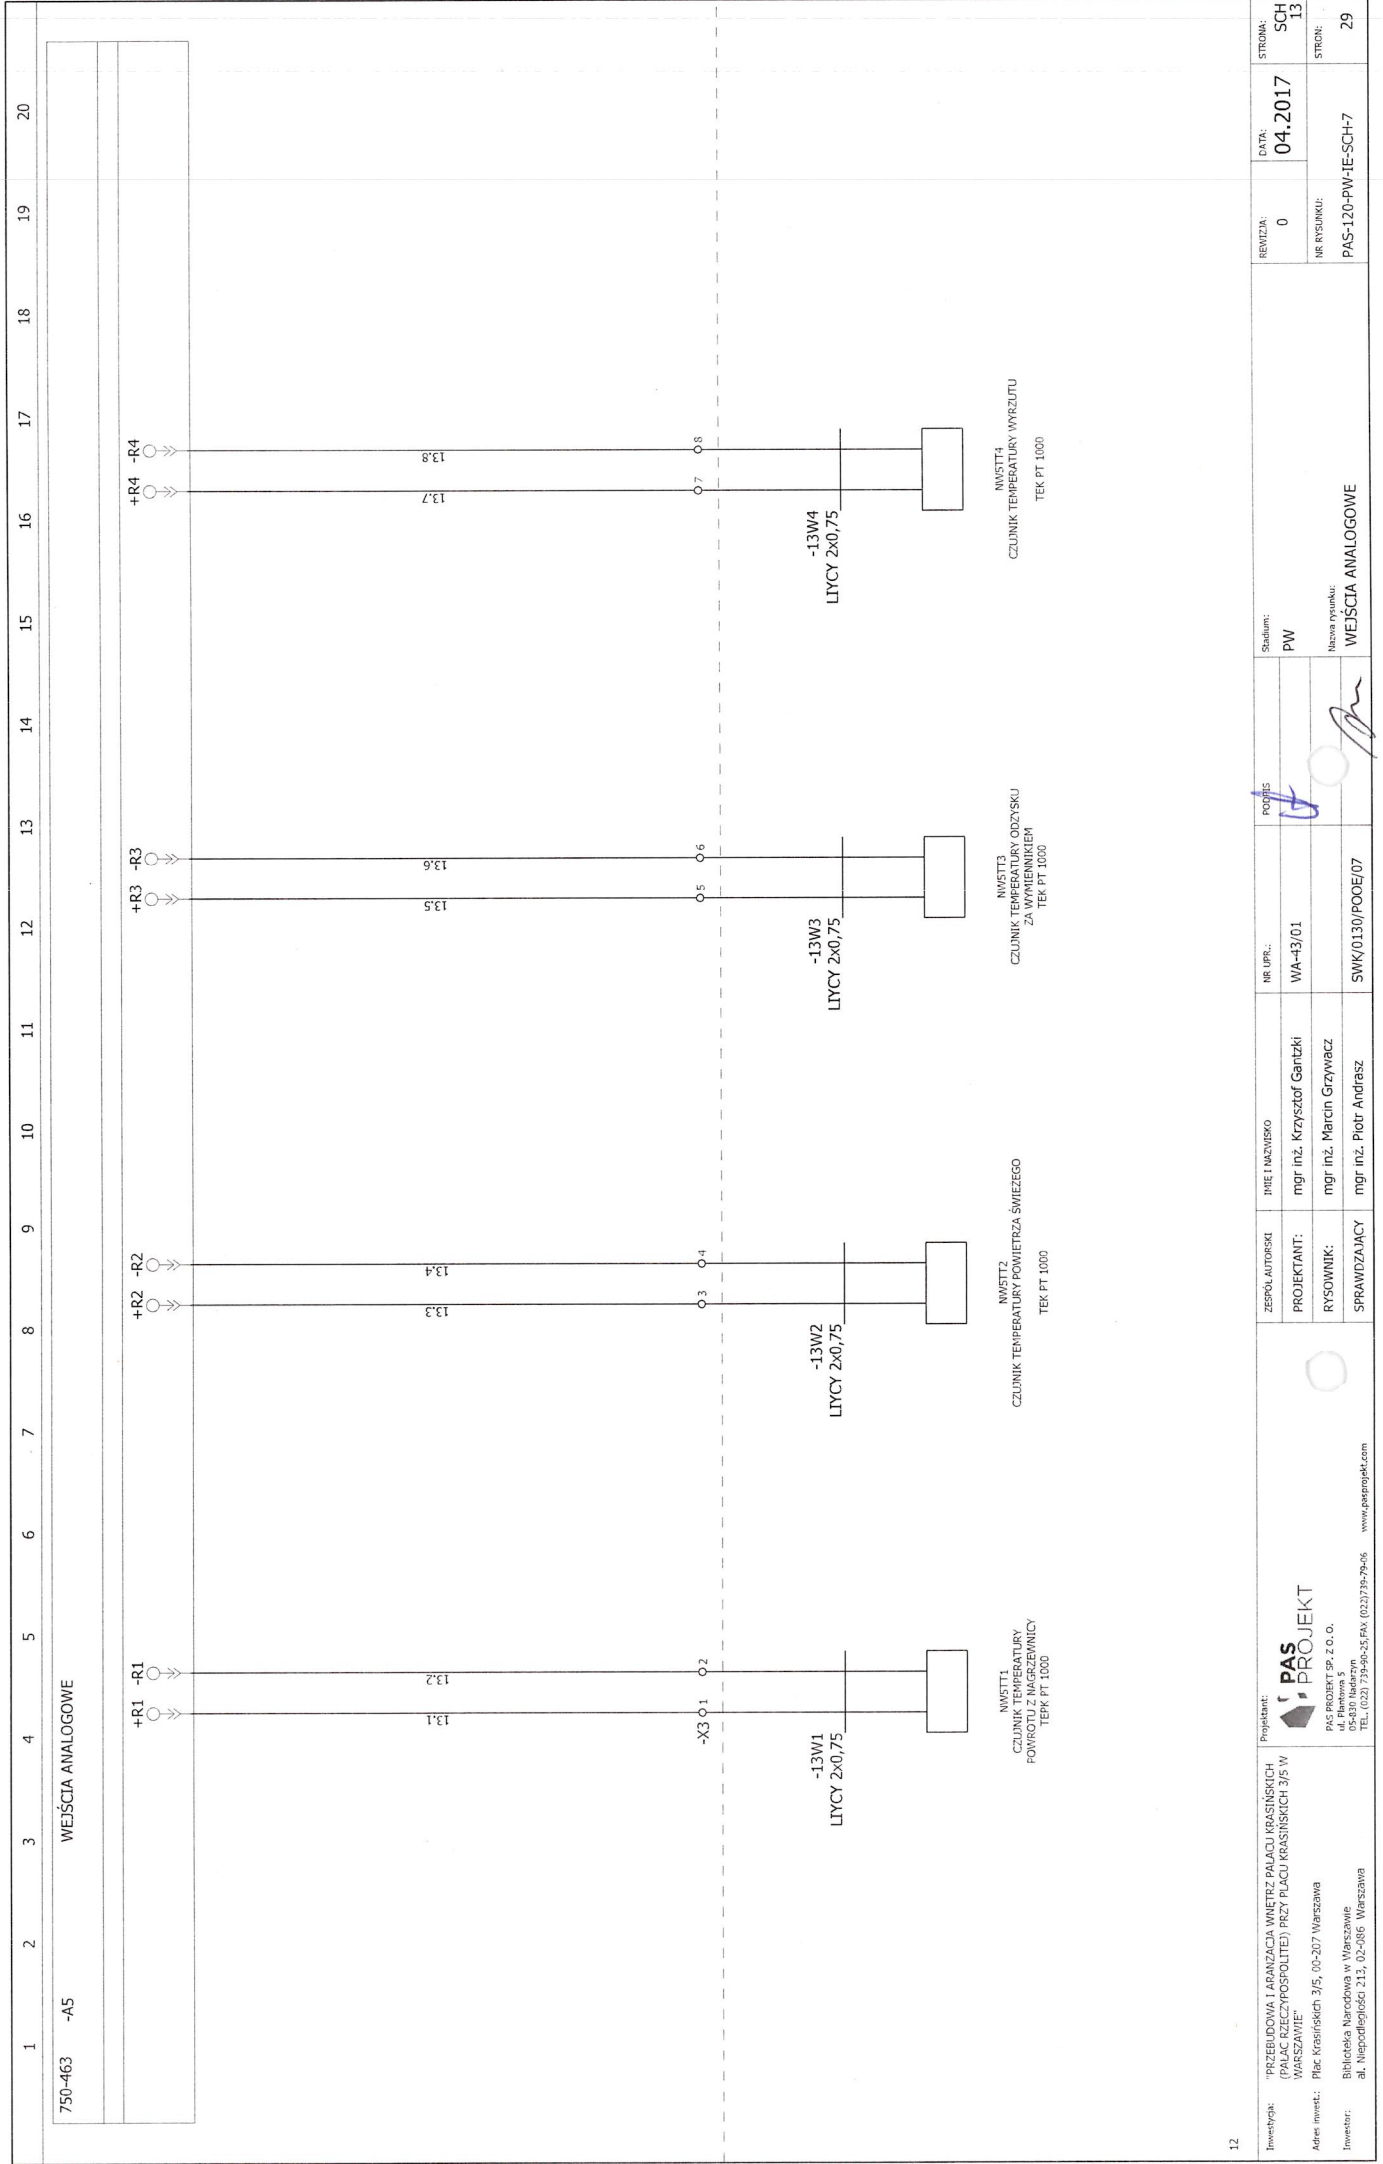 1 2 3 4 5 6 7 8 9 10 11 12 13 14 15 16 17 18 19 20
750-463 -A5 WEJŚCIA ANALOGOWE
+R1 -R1 +R2 -R2 +R3 -R3 +R4 -R4
13.1 13.2 13.3 13.4 13.5 13.6 13.7 13.8
-X3 1 2 3 4 5 6 7 8
-13W1
LIYCY 2x0,75
-13W2
LIYCY 2x0,75
-13W3
LIYCY 2x0,75
-13W4
LIYCY 2x0,75
NW5TT1
CZUJNIK TEMPERATURY
POWROTU Z NAGRZEWNICY
TEPK PT 1000
NW5TT2
CZUJNIK TEMPERATURY POWIETRZA ŚWIEŻEGO
TEK PT 1000
NW5TT3
CZUJNIK TEMPERATURY ODZYSKU
ZA WYMIENNIKIEM
TEK PT 1000
NW5TT4
CZUJNIK TEMPERATURY WYRZUTU
TEK PT 1000
12
Inwestycja:
"PRZEBUDOWA I ARANŻACJA WNĘTRZ PAŁACU KRASIŃSKICH
(PAŁAC RZECZYPOSPOLITEJ) PRZY PLACU KRASIŃSKICH 3/5 W
WARSZAWIE"
Adres inwest.: Plac Krasińskich 3/5, 00-207 Warszawa
Inwestor:
Biblioteka Narodowa w Warszawie
al. Niepodległości 213, 02-086 Warszawa
Projektant:
PAS
PROJEKT
PAS PROJEKT SP. Z O. O.
ul. Plantowa 5
05-830 Nadarzyn
TEL. (022) 739-90-25,FAX (022)739-79-06 www.pasprojekt.com
ZESPÓŁ AUTORSKI IMIĘ I NAZWISKO NR UPR.: PODPIS
PROJEKTANT: mgr inż. Krzysztof Gantzki WA-43/01
RYSOWNIK: mgr inż. Marcin Grzywacz
SPRAWDZAJĄCY mgr inż. Piotr Andrasz SWK/0130/POOE/07
Stadium:
PW
Nazwa rysunku:
WEJŚCIA ANALOGOWE
REWIZJA:
0
DATA:
04.2017
STRONA:
SCH
13
NR RYSUNKU:
PAS-120-PW-IE-SCH-7
STRON:
29